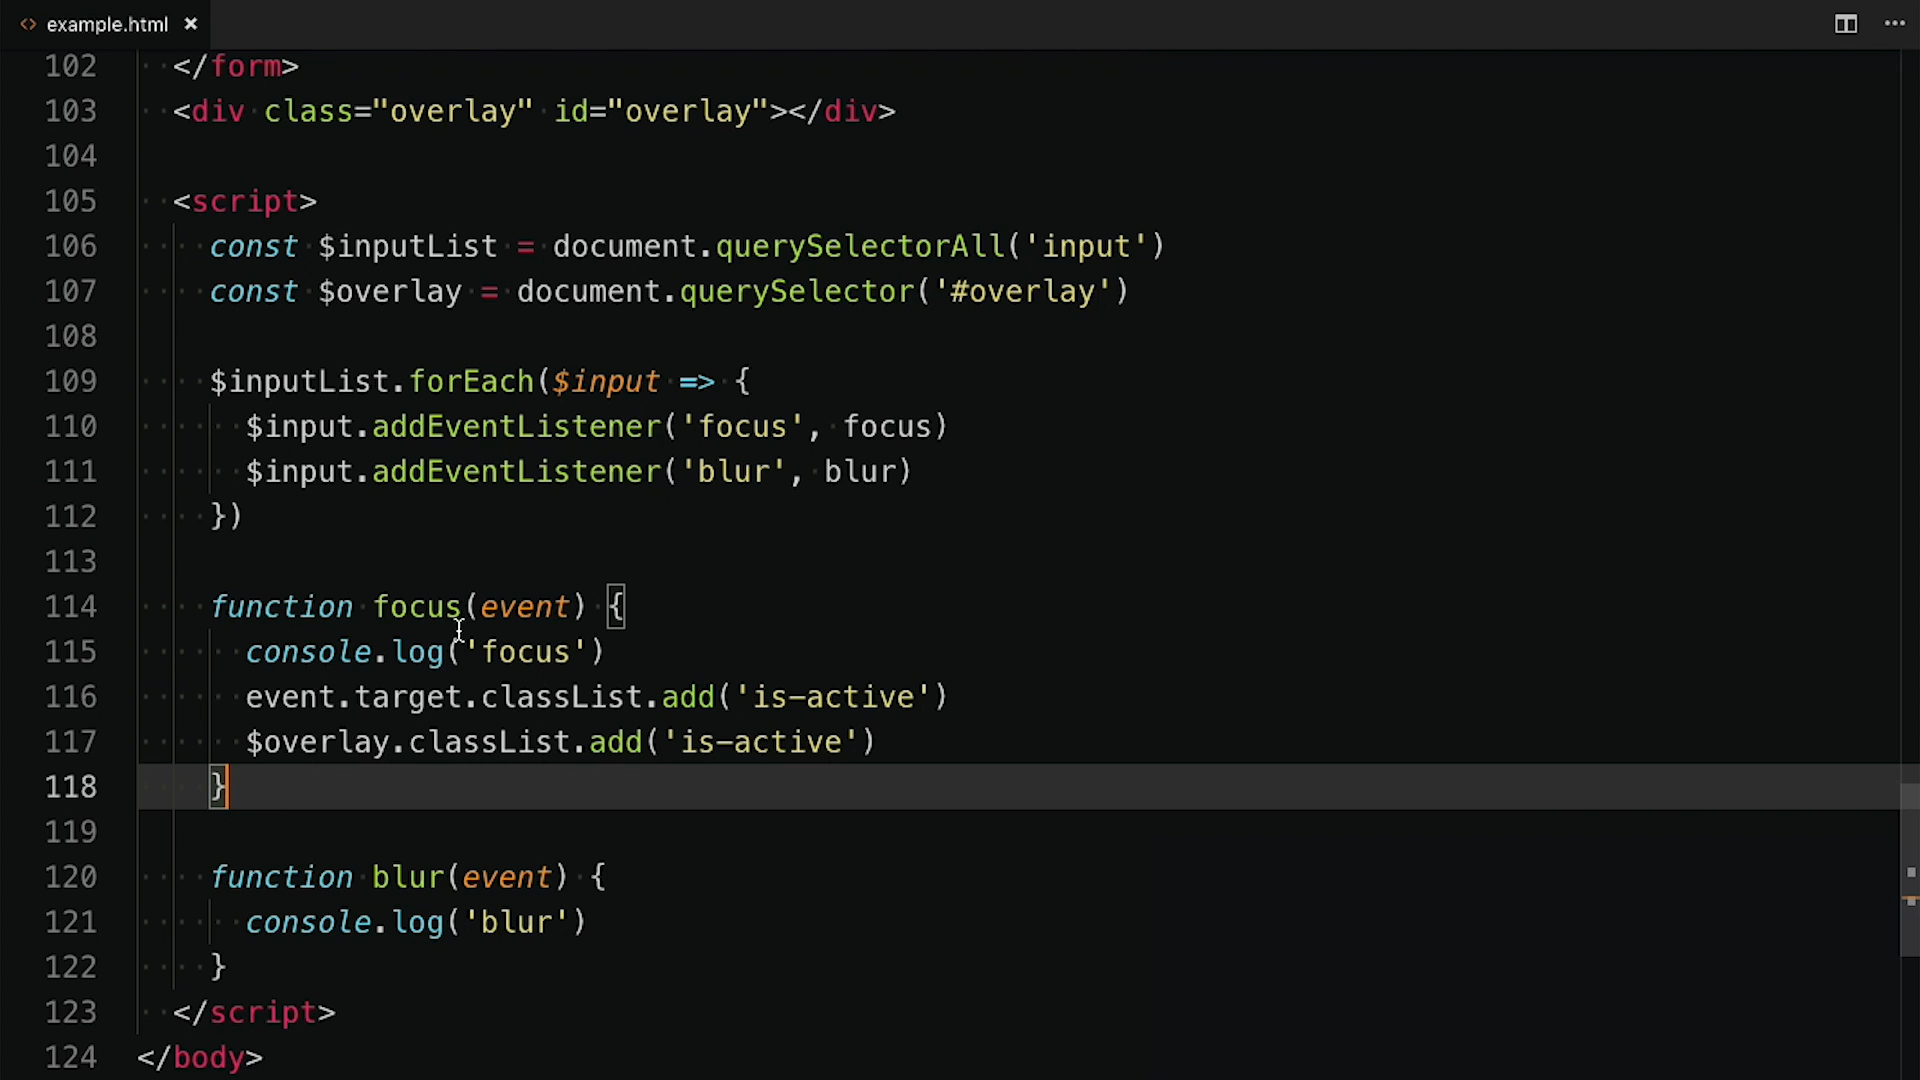 <> example.html ×
102 </form>
103 <div class="overlay" id="overlay"></div>
104
105 <script>
106 const $inputList = document.querySelectorAll('input')
107 const $overlay = document.querySelector('#overlay')
108
109 $inputList.forEach($input => {
110 $input.addEventListener('focus', focus)
111 $input.addEventListener('blur', blur)
112 })
113
114 function focus(event) {
115 console.log('focus')
116 event.target.classList.add('is-active')
117 $overlay.classList.add('is-active')
118 }
119
120 function blur(event) {
121 console.log('blur')
122 }
123 </script>
124 </body>